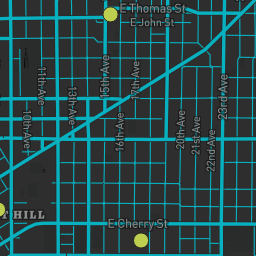 E Thomas St
E John St
11th Ave
13th Ave
15th Ave
17th Ave
10th Ave
16th Ave
20th Ave
21st Ave
22nd Ave
23rd Ave
T HILL
E Cherry St